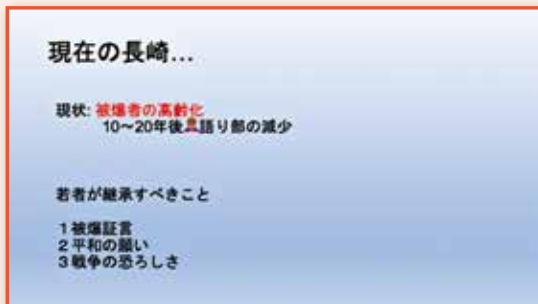 現在の長崎…
現状: 被爆者の高齢化
10〜20年後 語り部の減少
若者が継承すべきこと
1被爆証言
2平和の願い
3戦争の恐ろしさ